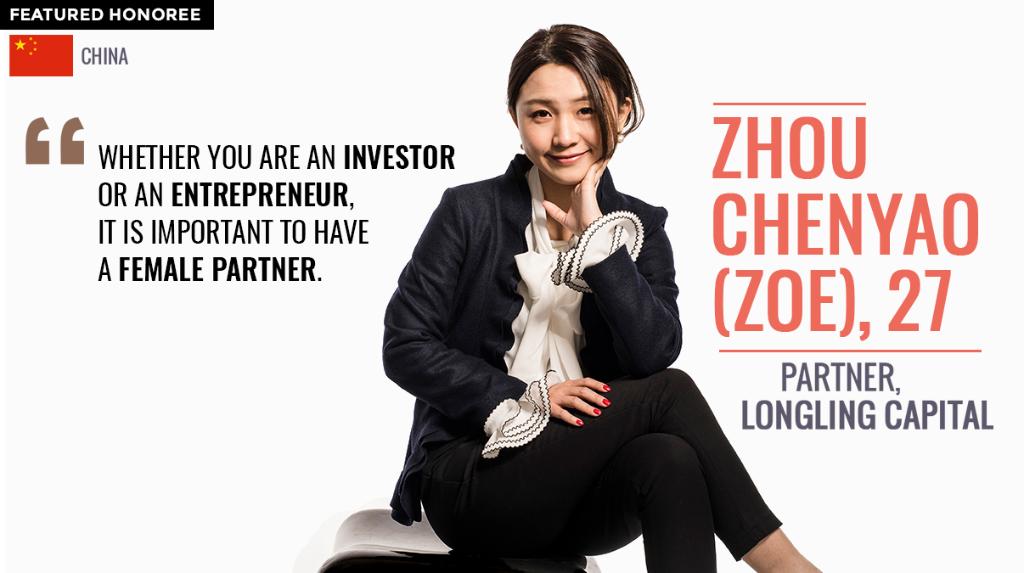 FEATURED HONOREE
CHINA
“
WHETHER YOU ARE AN INVESTOR
OR AN ENTREPRENEUR,
IT IS IMPORTANT TO HAVE
A FEMALE PARTNER.
ZHOU
CHENYAO
(ZOE), 27
PARTNER,
LONGLING CAPITAL